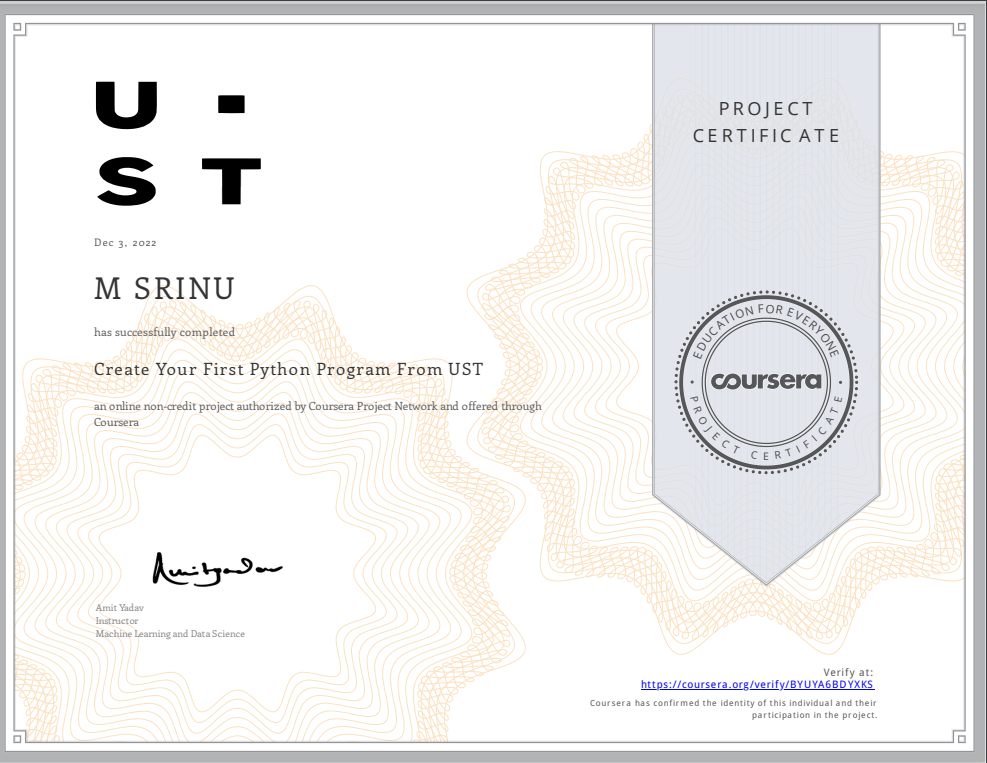 U ·
S T
PROJECT
CERTIFICATE
Dec 3, 2022
M SRINU
has successfully completed
Create Your First Python Program From UST
an online non-credit project authorized by Coursera Project Network and offered through
Coursera
EDUCATION FOR EVERYONE
coursera
PROJECT CERTIFICATE
Amit Yadav
Amit Yadav
Instructor
Machine Learning and Data Science
Verify at:
https://coursera.org/verify/BYUYA6BDYXKS
Coursera has confirmed the identity of this individual and their
participation in the project.